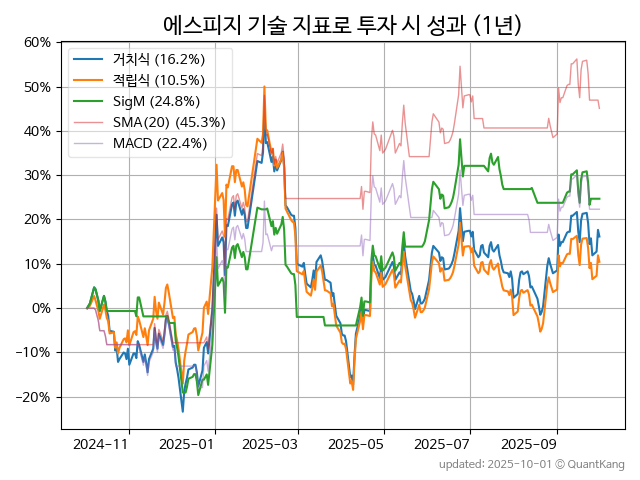 에스피지 기술 지표로 투자 시 성과 (1년)
60%
50%
40%
30%
20%
10%
0%
−10%
−20%
거치식 (16.2%)
적립식 (10.5%)
SigM (24.8%)
SMA(20) (45.3%)
MACD (22.4%)
2024-11 2025-01 2025-03 2025-05 2025-07 2025-09
updated: 2025-10-01 © QuantKang